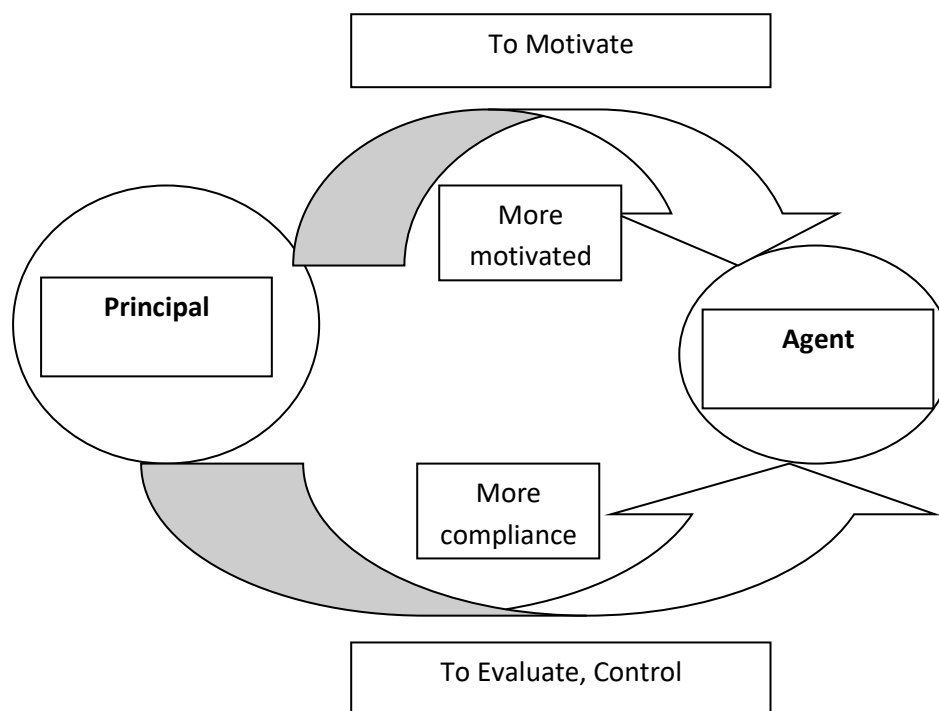 To Motivate
More
motivated
Principal
Agent
More
compliance
To Evaluate, Control